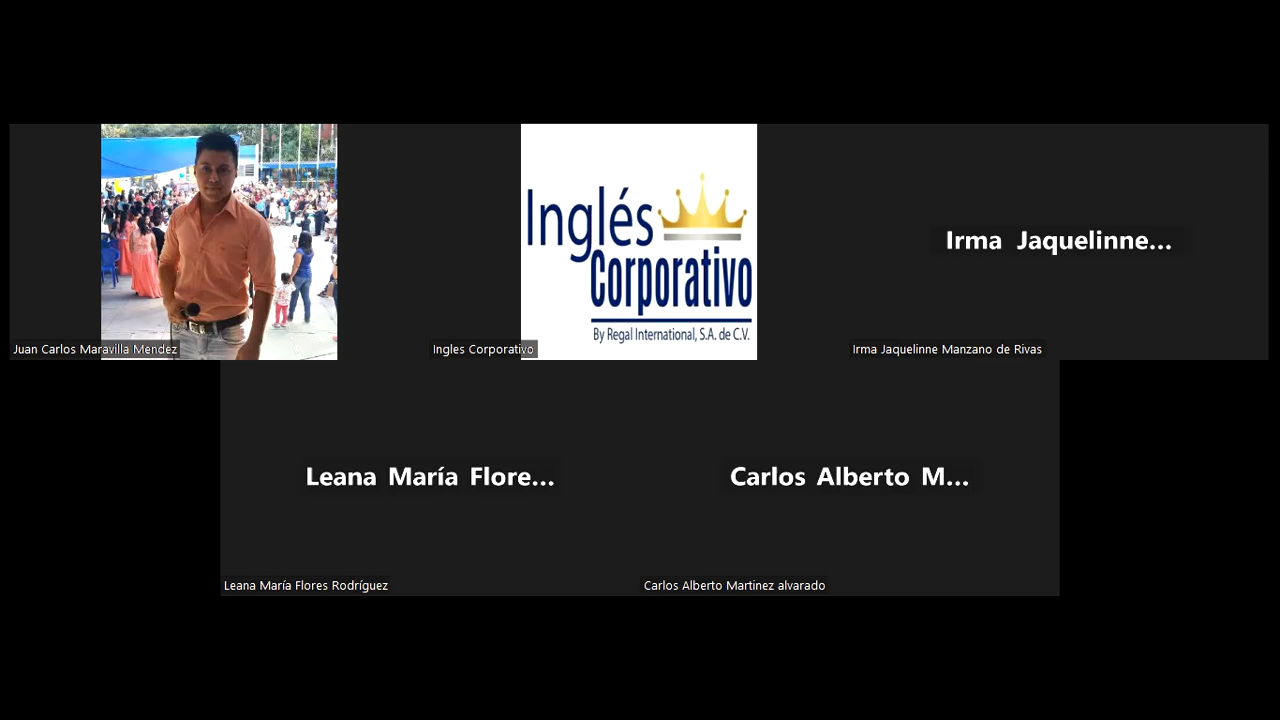 Juan Carlos Maravilla Mendez
Inglés
Corporativo
By Regal International, S.A. de C.V.
Ingles Corporativo
Irma Jaquelinne...
Irma Jaquelinne Manzano de Rivas
Leana María Flore...
Leana María Flores Rodríguez
Carlos Alberto M...
Carlos Alberto Martinez alvarado